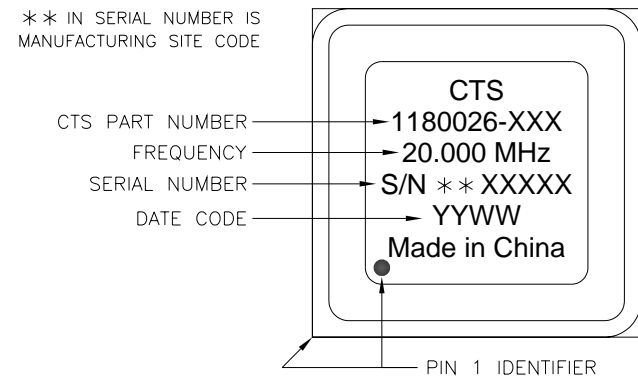 ** IN SERIAL NUMBER IS
MANUFACTURING SITE CODE
CTS
CTS PART NUMBER 1180026-XXX
FREQUENCY 20.000 MHz
SERIAL NUMBER S/N ** XXXXX
DATE CODE YYWW
Made in China
PIN 1 IDENTIFIER